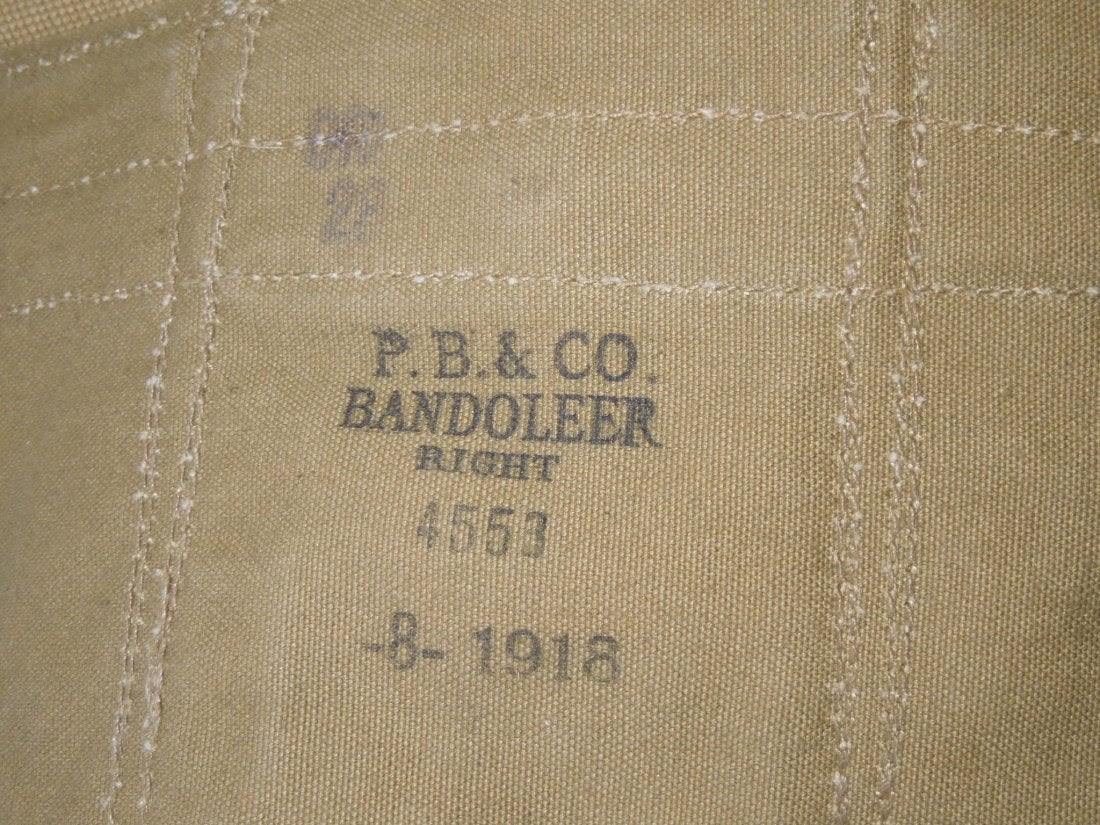 P.B.& CO.
BANDOLEER
RIGHT
4553
-8- 1918